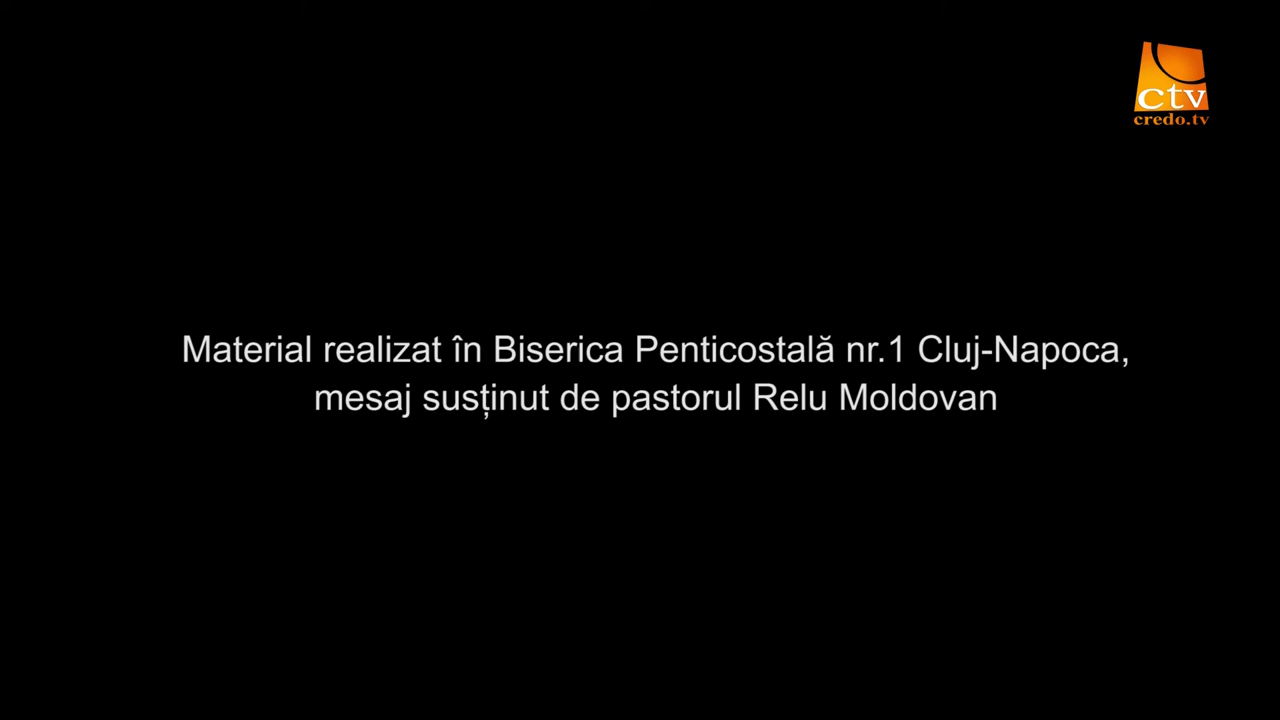 ctv
credo.tv
Material realizat în Biserica Penticostală nr.1 Cluj-Napoca,
mesaj susținut de pastorul Relu Moldovan